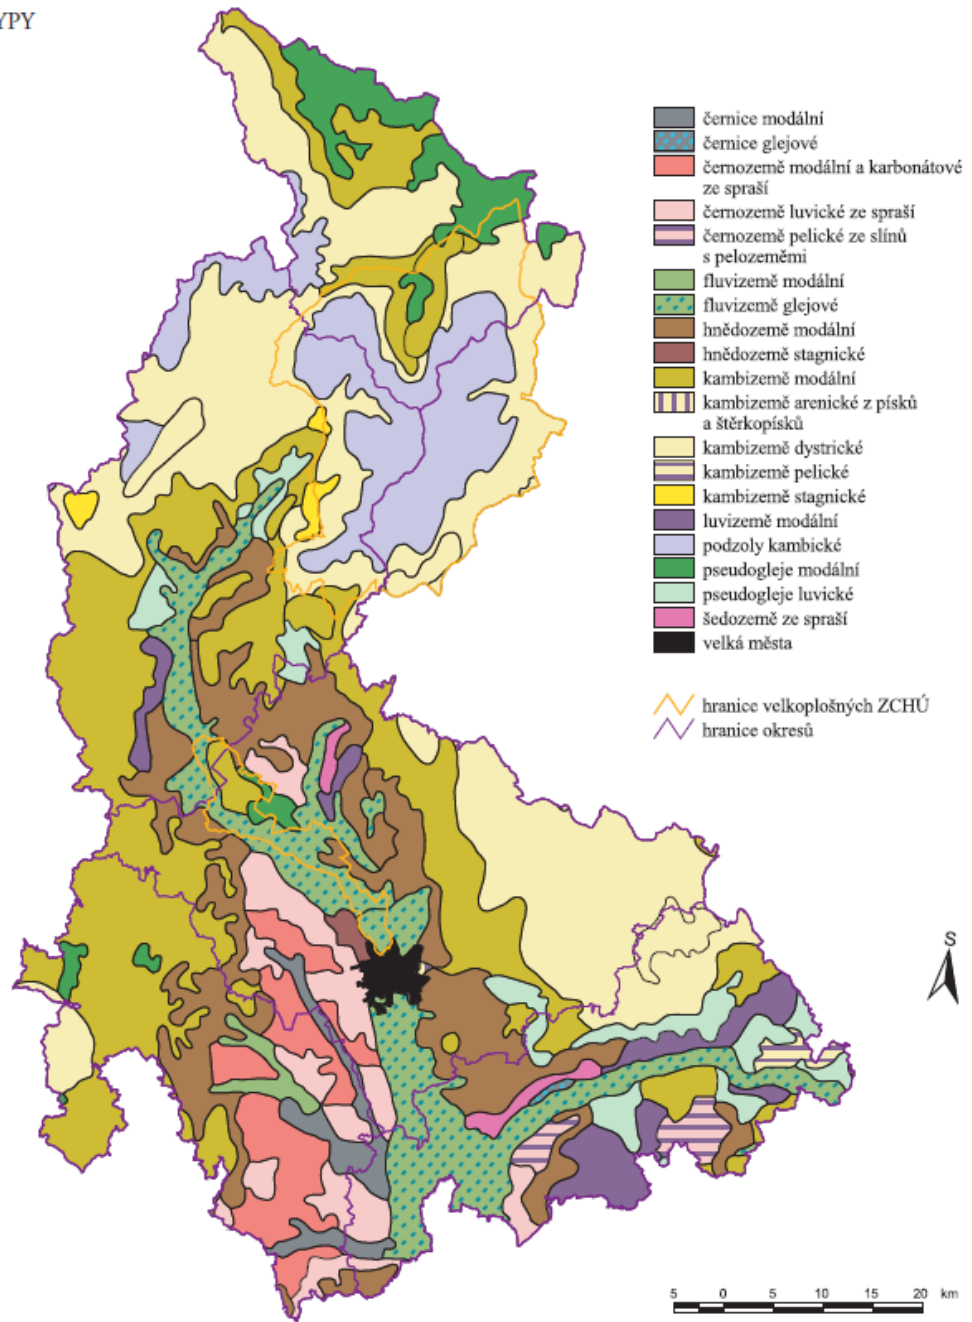 YPY
černice modální
černice glejové
černozemě modální a karbonátové
ze spraší
černozemě luvické ze spraší
černozemě pelické ze slínů
s pelozeměmi
fluvizemě modální
fluvizemě glejové
hnědozemě modální
hnědozemě stagnické
kambizemě modální
kambizemě arenické z písků
a štěrkopísků
kambizemě dystrické
kambizemě pelické
kambizemě stagnické
luvizemě modální
podzoly kambické
pseudogleje modální
pseudogleje luvické
šedozemě ze spraší
velká města
hranice velkoplošných ZCHÚ
hranice okresů
S
5 0 5 10 15 20 km